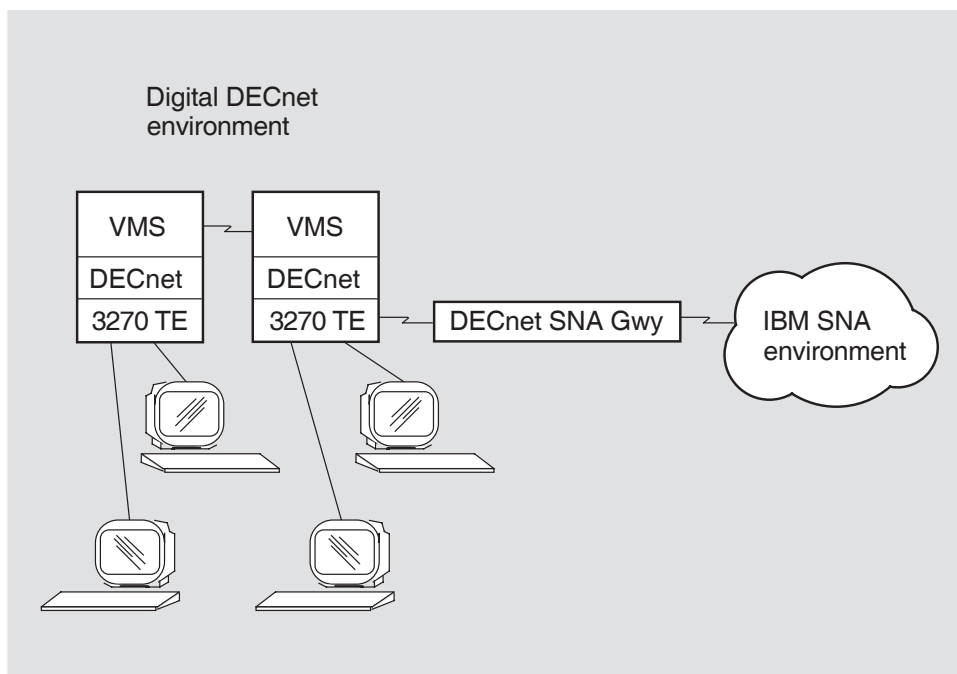 Digital DECnet
environment
VMS
DECnet
3270 TE
VMS
DECnet
3270 TE
DECnet SNA Gwy
IBM SNA
environment